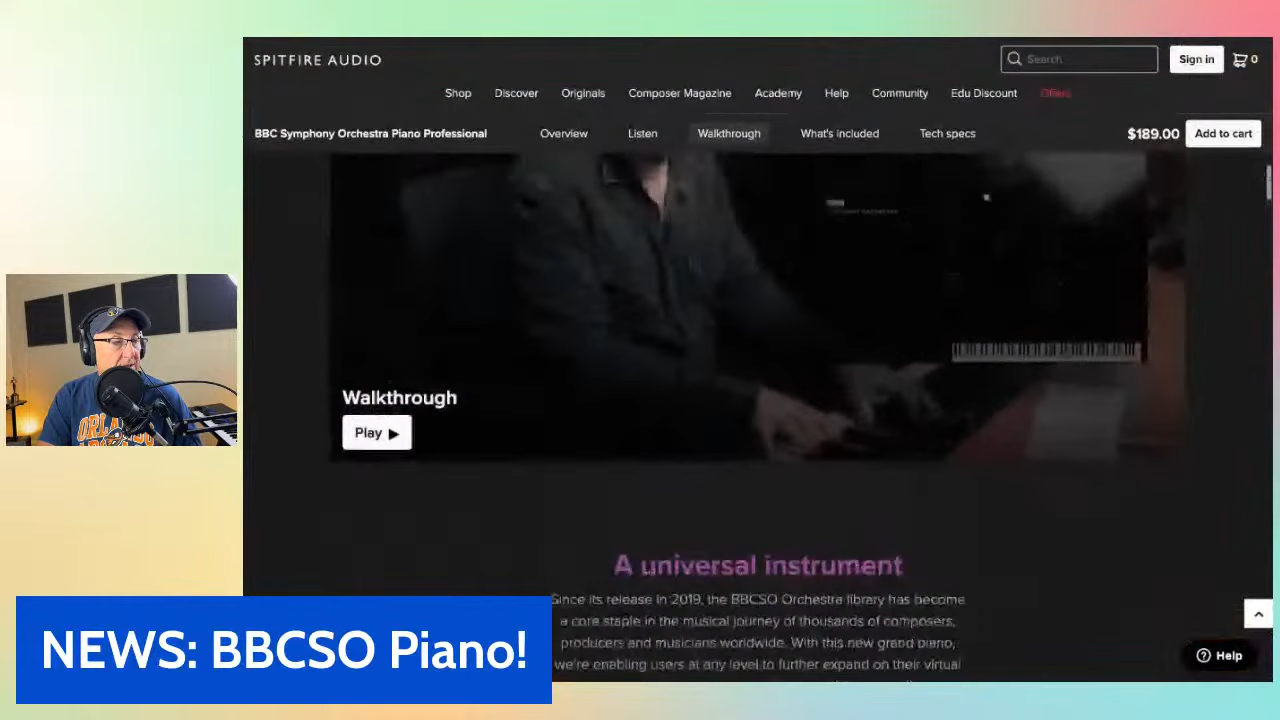 SPITFIRE AUDIO
Search
Sign in
0
Shop
Discover
Originals
Composer Magazine
Academy
Help
Community
Edu Discount
Offers
BBC Symphony Orchestra Piano Professional
Overview
Listen
Walkthrough
What's included
Tech specs
$189.00
Add to cart
Walkthrough
Play
A universal instrument
Since its release in 2019, the BBCSO Orchestra library has become
a core staple in the musical journey of thousands of composers,
producers and musicians worldwide. With this new grand piano,
we're enabling users at any level to further expand on their virtual
Help
NEWS: BBCSO Piano!